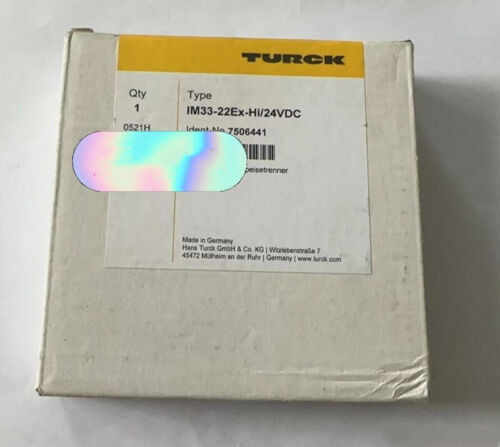 TURCK
Qty
Type
1
IM33-22Ex-Hi/24VDC
0521H
Ident-No 7506441
Made in Germany
Hans Turck GmbH & Co. KG | Witzlebenstraße 7
45472 Mülheim an der Ruhr | Germany | www.turck.com